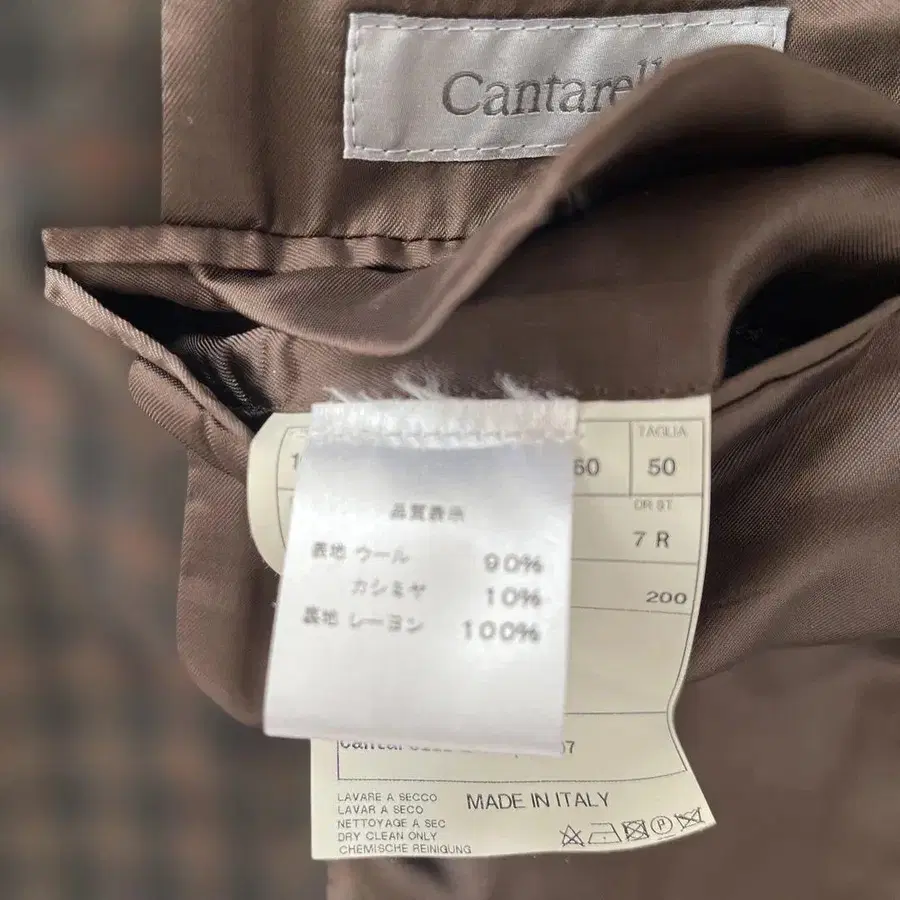 Cantarell
TAGLIA
60
50
DR ST
7 R
200
品質表示
表地 ウール 90%
カシミヤ 10%
裏地 レーヨン 100%
LAVARE A SECCO
LAVAR A SECO
NETTOYAGE A SEC
DRY CLEAN ONLY
CHEMISCHE REINIGUNG
MADE IN ITALY